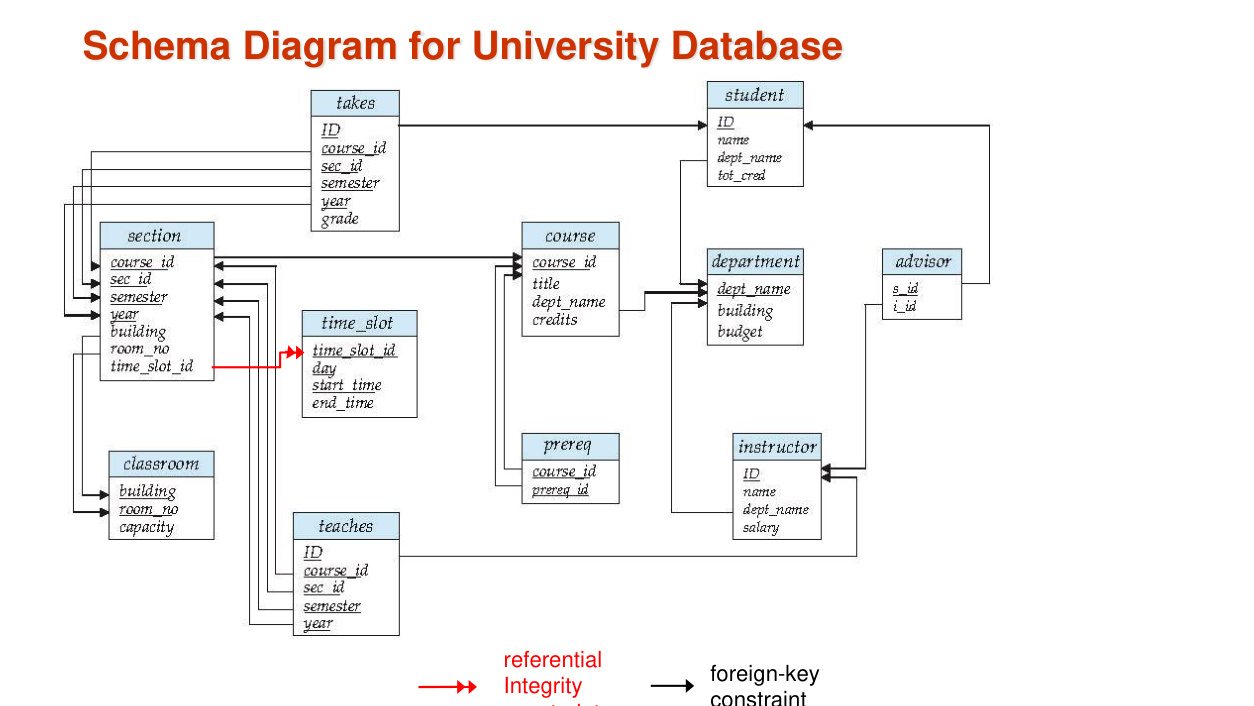 Schema Diagram for University Database
takes
ID
course_id
sec_id
semester
year
grade
student
ID
name
dept_name
tot_cred
section
course_id
sec_id
semester
year
building
room_no
time_slot_id
course
course_id
title
dept_name
credits
department
dept_name
building
budget
advisor
s_id
i_id
time_slot
time_slot_id
day
start_time
end_time
prereq
course_id
prereq_id
instructor
ID
name
dept_name
salary
classroom
building
room_no
capacity
teaches
ID
course_id
sec_id
semester
year
referential
Integrity
foreign-key
constraint